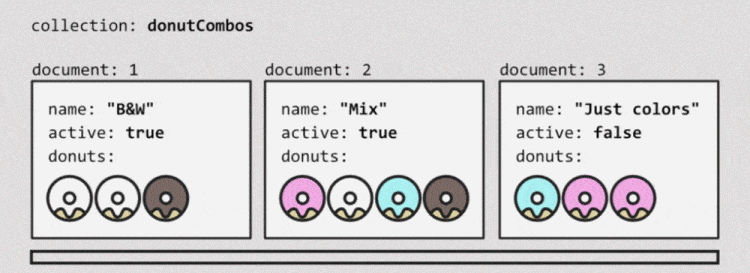 collection: donutCombos
document: 1
name: "B&W"
active: true
donuts:
document: 2
name: "Mix"
active: true
donuts:
document: 3
name: "Just colors"
active: false
donuts: